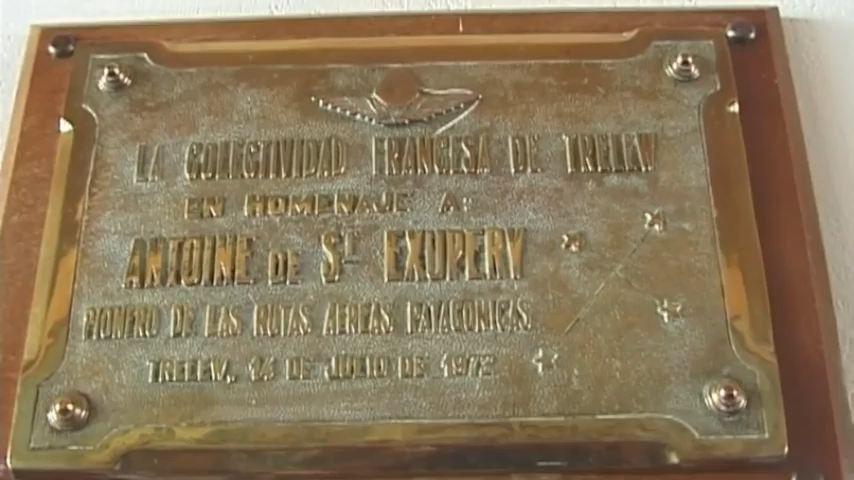 LA COLECTIVIDAD FRANCESA DE TRELEW
EN HOMENAJE A:
ANTOINE DE St EXUPERY
PIONERO DE LAS RUTAS AEREAS PATAGONICAS
TRELEW, 14 DE JULIO DE 1972